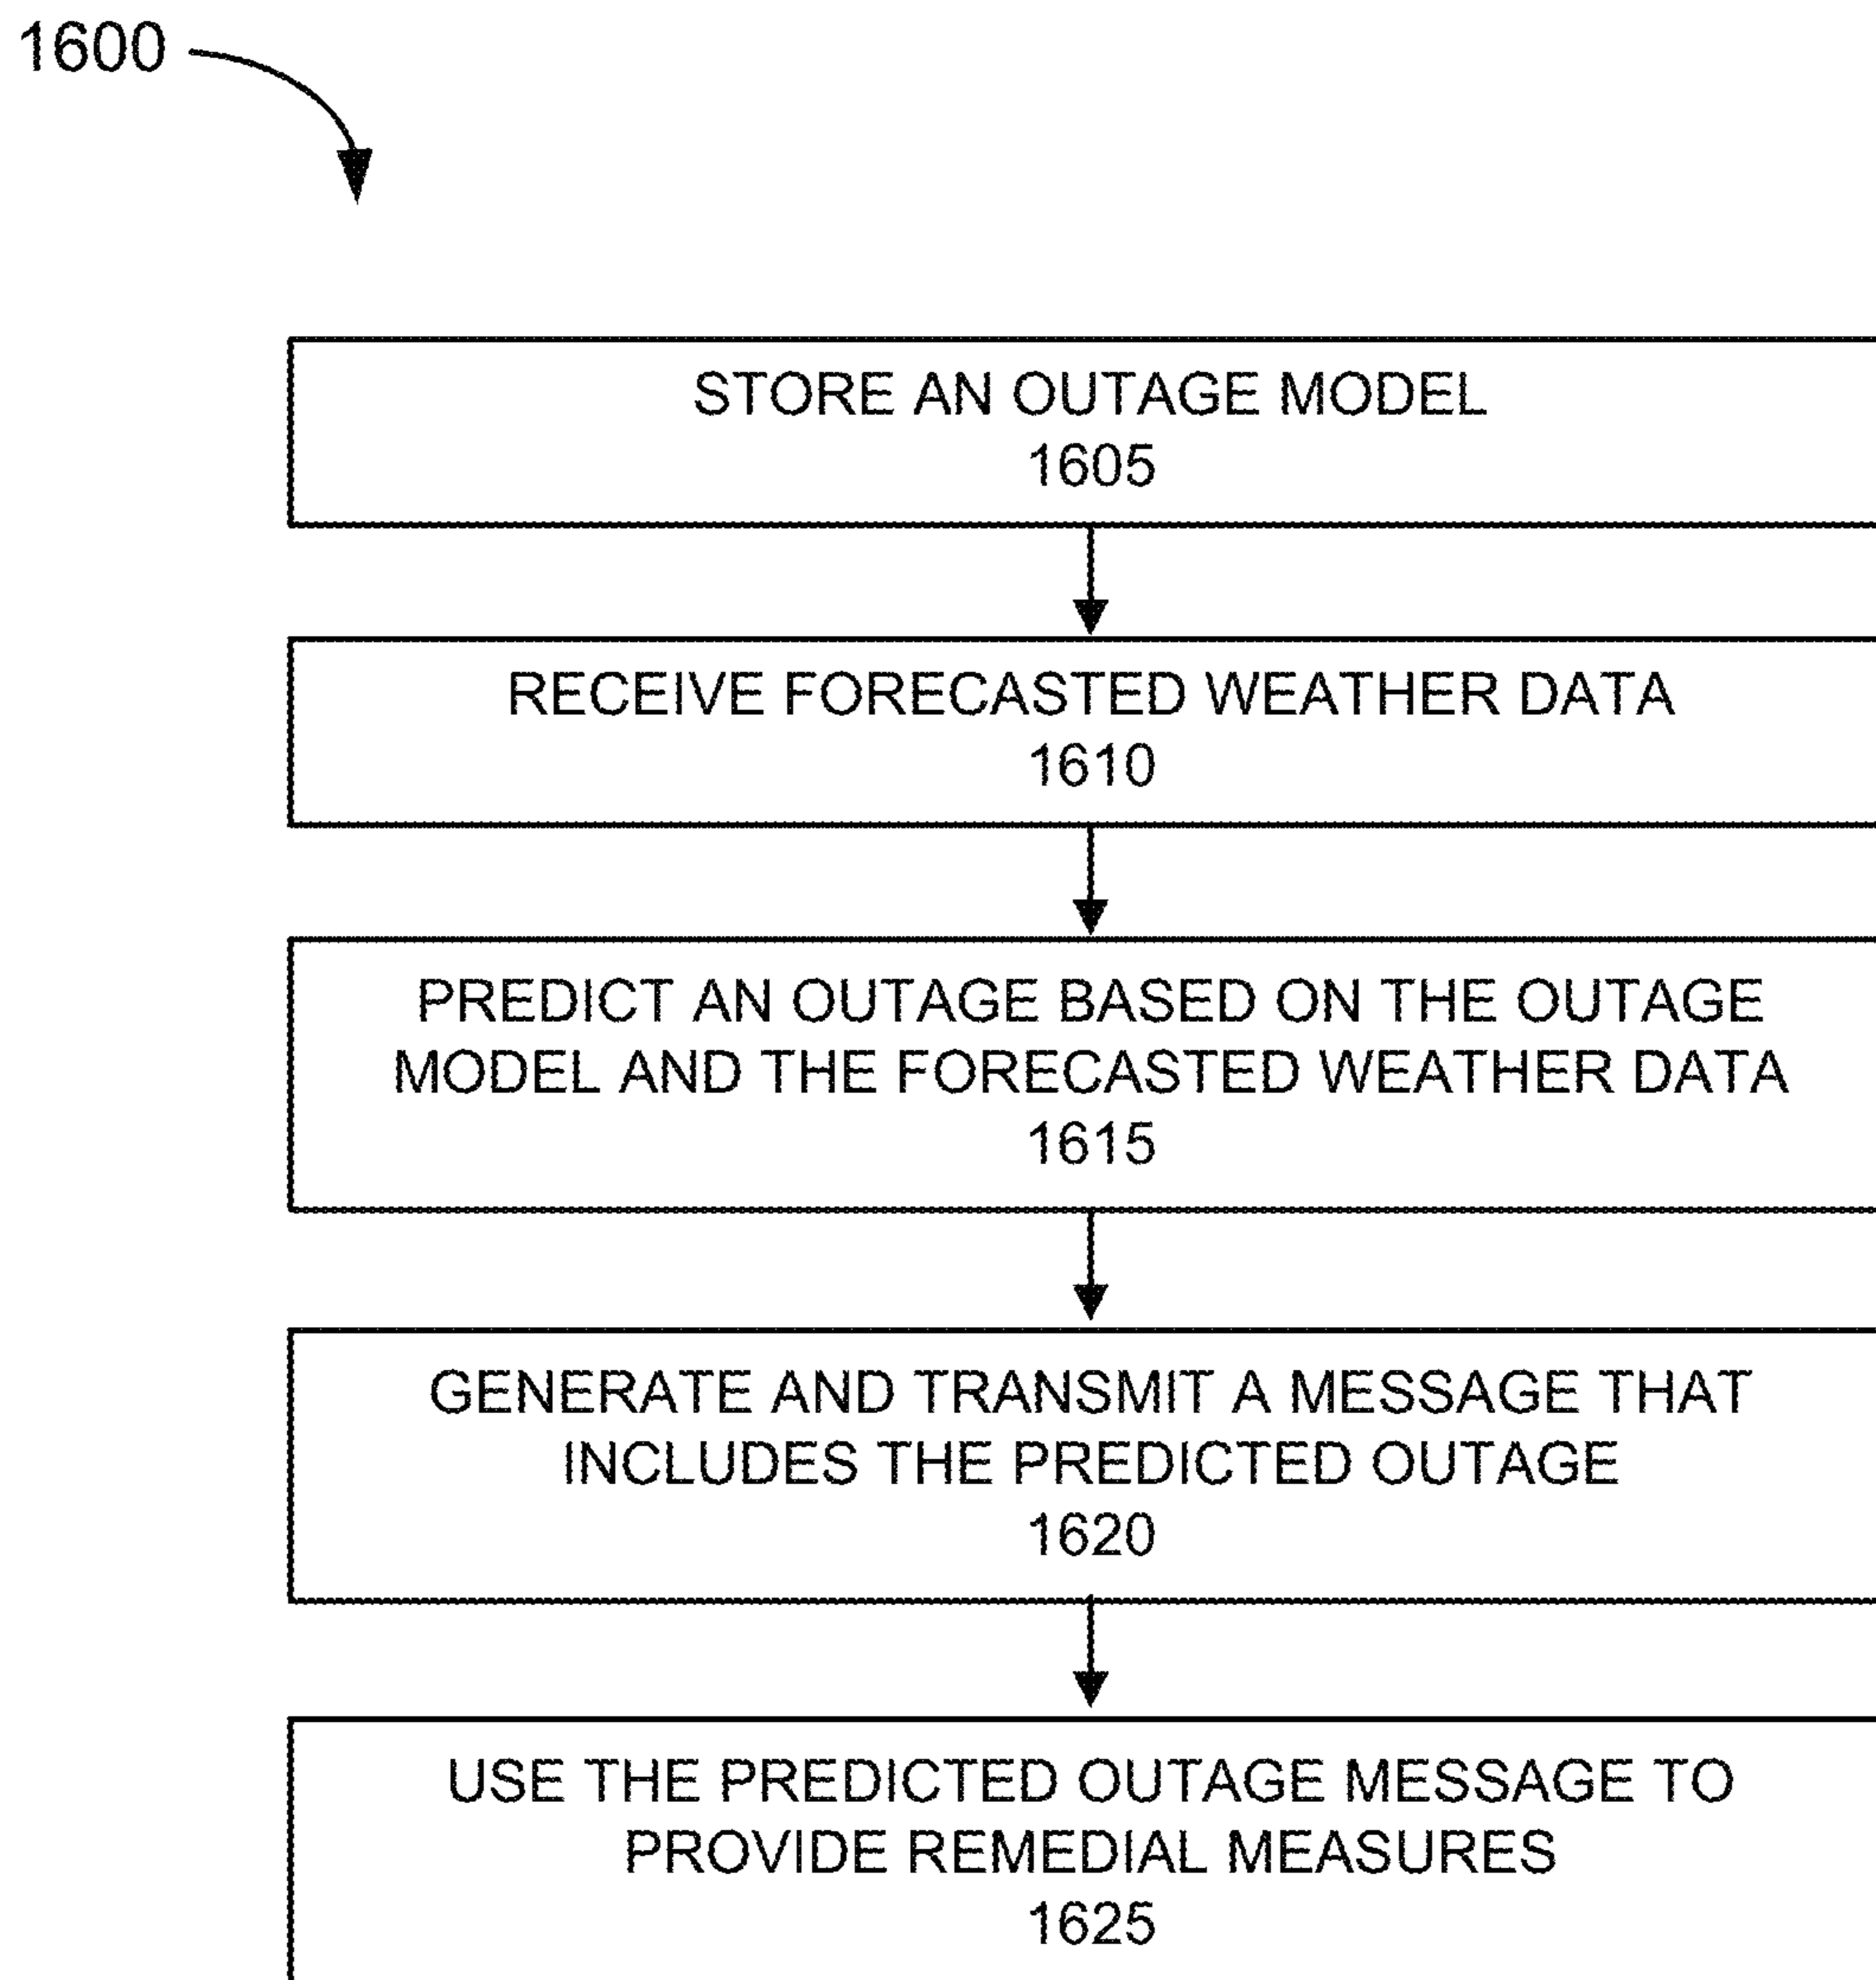 1600
STORE AN OUTAGE MODEL
1605
RECEIVE FORECASTED WEATHER DATA
1610
PREDICT AN OUTAGE BASED ON THE OUTAGE
MODEL AND THE FORECASTED WEATHER DATA
1615
GENERATE AND TRANSMIT A MESSAGE THAT
INCLUDES THE PREDICTED OUTAGE
1620
USE THE PREDICTED OUTAGE MESSAGE TO
PROVIDE REMEDIAL MEASURES
1625